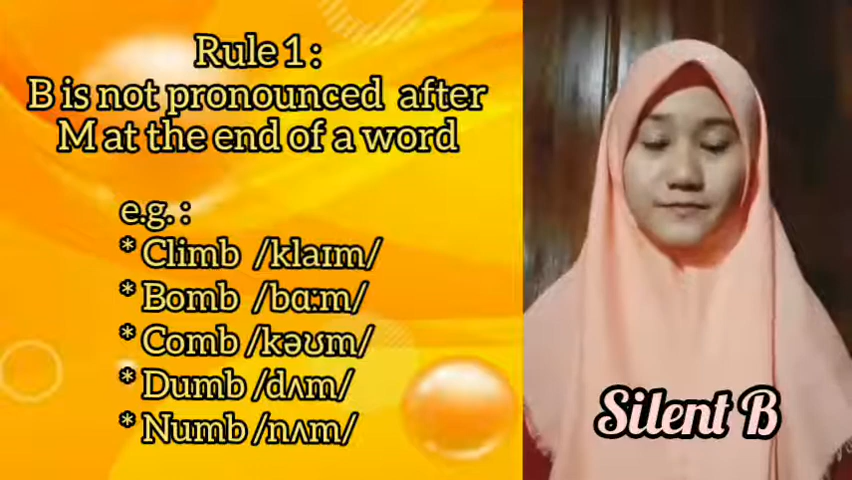 Rule 1 :
B is not pronounced after
M at the end of a word
e.g. :
* Climb /klaɪm/
* Bomb /bɑːm/
* Comb /kəʊm/
* Dumb /dʌm/
* Numb /nʌm/
Silent B